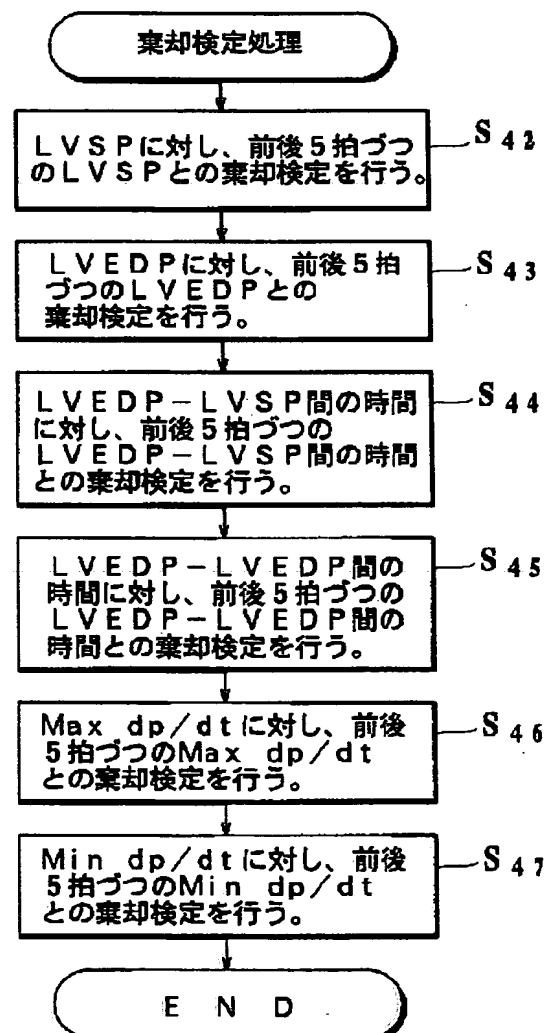 棄却検定処理
LVSPに対し、前後5拍づつ
のLVSPとの棄却検定を行う。
S42
LVEDPに対し、前後5拍
づつのLVEDPとの
棄却検定を行う。
S43
LVEDP－LVSP間の時間
に対し、前後5拍づつの
LVEDP－LVSP間の時間
との棄却検定を行う。
S44
LVEDP－LVEDP間の
時間に対し、前後5拍づつの
LVEDP－LVEDP間の
時間との棄却検定を行う。
S45
Max dp/dtに対し、前後
5拍づつのMax dp/dt
との棄却検定を行う。
S46
Min dp/dtに対し、前後
5拍づつのMin dp/dt
との棄却検定を行う。
S47
END